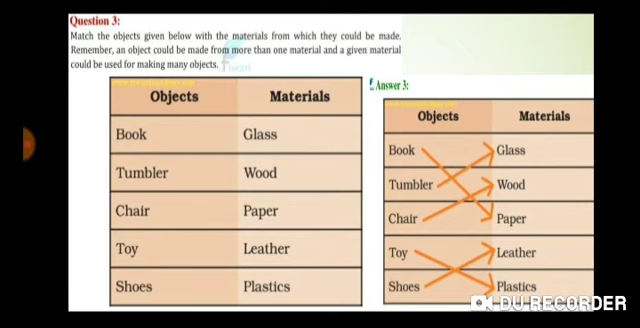 Question 3:
Match the objects given below with the materials from which they could be made.
Remember, an object could be made from more than one material and a given material
could be used for making many objects.
Tiwari
Objects Materials
Book Glass
Tumbler Wood
Chair Paper
Toy Leather
Shoes Plastics
Answer 3:
Objects Materials
Book Glass
Tumbler Wood
Chair Paper
Toy Leather
Shoes Plastics
DU RECORDER